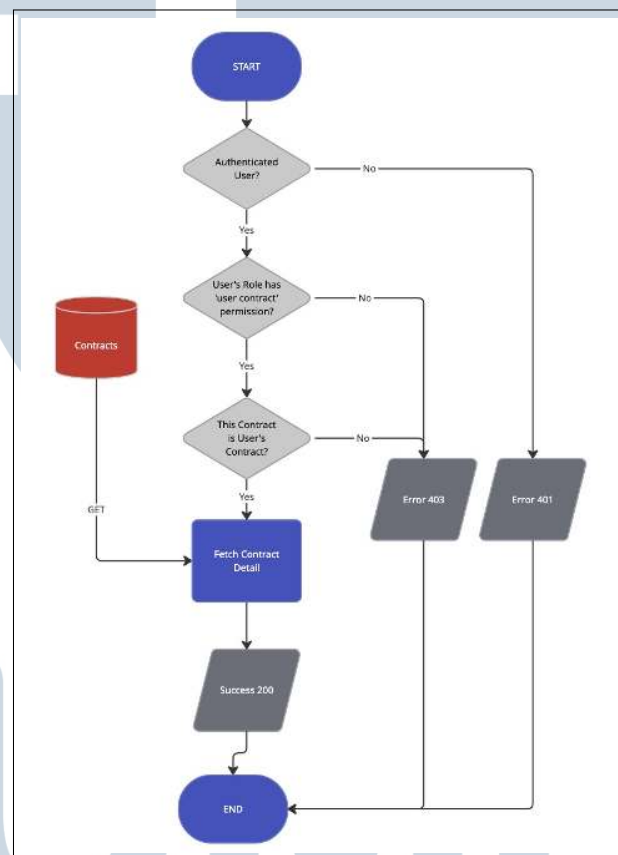 START
Authenticated
User?
No
Yes
User's Role has
'user contract'
permission?
No
Contracts
Yes
This Contract
is User's
Contract?
No
Yes
Error 403
Error 401
GET
Fetch Contract
Detail
Success 200
END